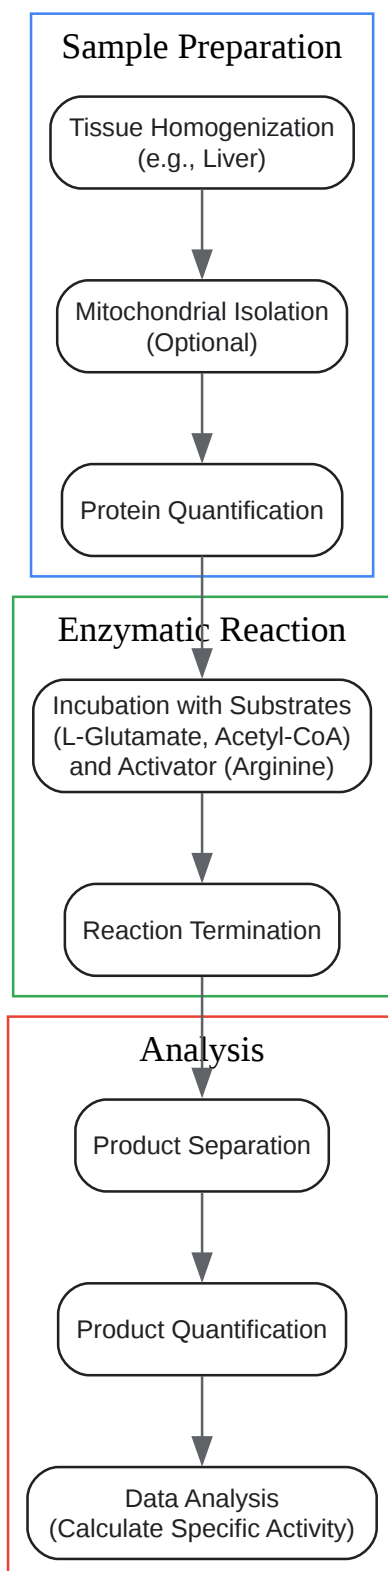 Sample Preparation
Tissue Homogenization
(e.g., Liver)
Mitochondrial Isolation
(Optional)
Protein Quantification
Enzymatic Reaction
Incubation with Substrates
(L-Glutamate, Acetyl-CoA)
and Activator (Arginine)
Reaction Termination
Analysis
Product Separation
Product Quantification
Data Analysis
(Calculate Specific Activity)